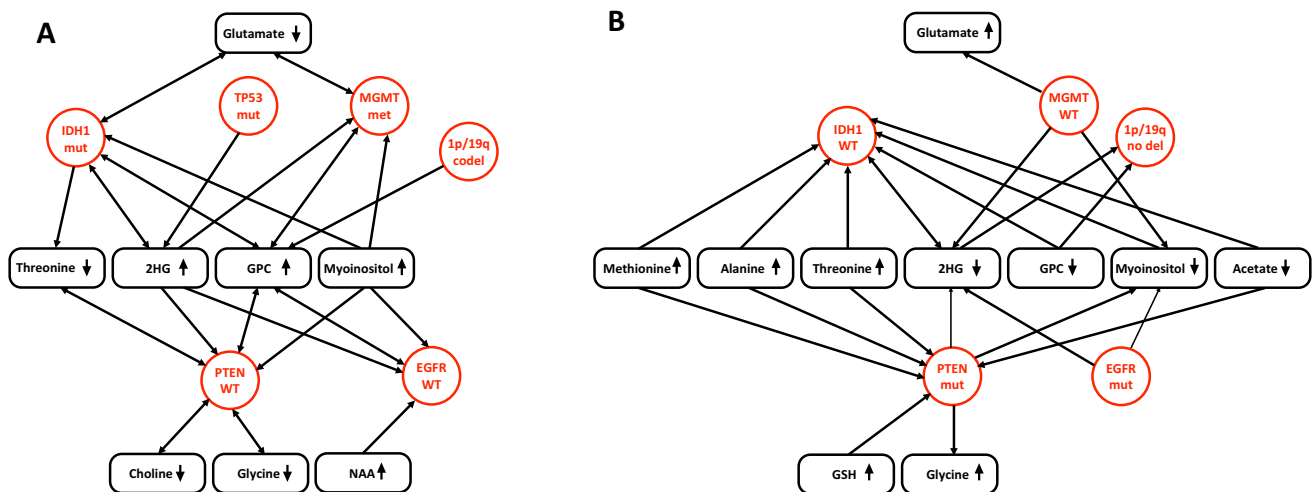 A
Glutamate
TP53
mut
MGMT
met
IDH1
mut
1p/19q
codel
Threonine
2HG
GPC
Myoinositol
PTEN
WT
EGFR
WT
Choline
Glycine
NAA
B
Glutamate
MGMT
WT
IDH1
WT
1p/19q
no del
Methionine
Alanine
Threonine
2HG
GPC
Myoinositol
Acetate
PTEN
mut
EGFR
mut
GSH
Glycine